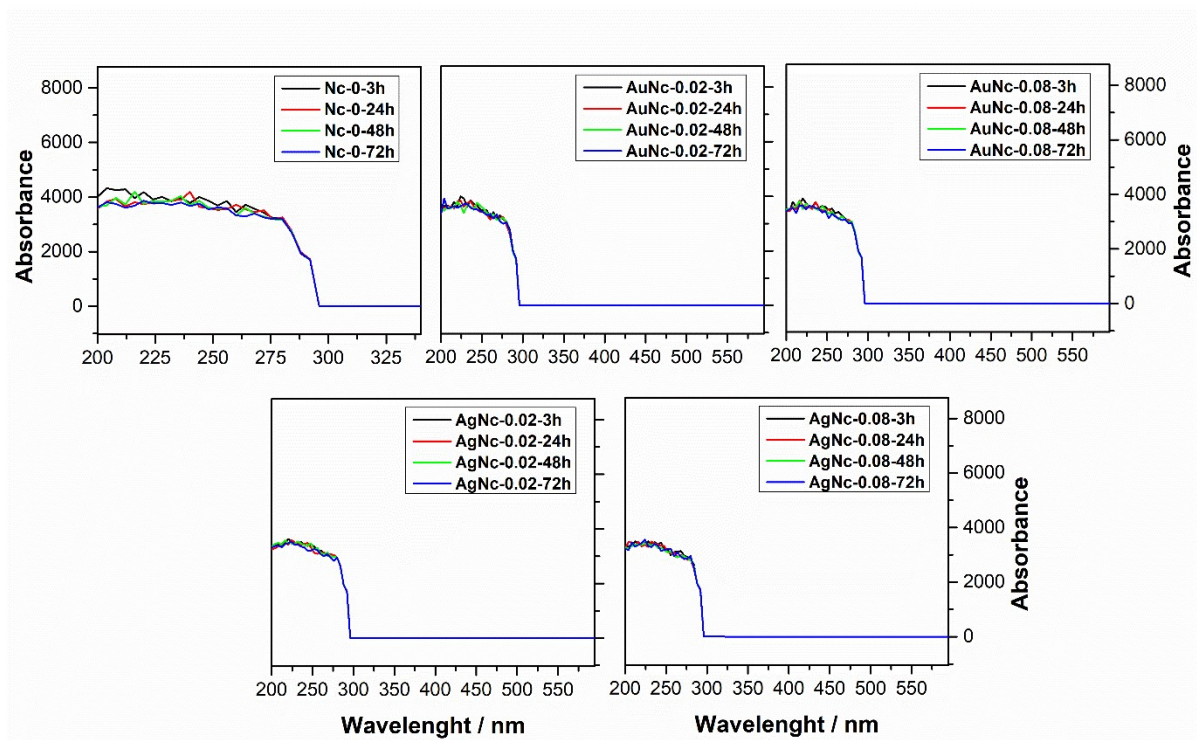 Nc-0-3h
Nc-0-24h
Nc-0-48h
Nc-0-72h
8000
6000
4000
2000
0
Absorbance
200 225 250 275 300 325
AuNc-0.02-3h
AuNc-0.02-24h
AuNc-0.02-48h
AuNc-0.02-72h
200 250 300 350 400 450 500 550
AuNc-0.08-3h
AuNc-0.08-24h
AuNc-0.08-48h
AuNc-0.08-72h
200 250 300 350 400 450 500 550
8000
6000
4000
2000
0
Absorbance
AgNc-0.02-3h
AgNc-0.02-24h
AgNc-0.02-48h
AgNc-0.02-72h
200 250 300 350 400 450 500 550
Wavelenght / nm
AgNc-0.08-3h
AgNc-0.08-24h
AgNc-0.08-48h
AgNc-0.08-72h
200 250 300 350 400 450 500 550
8000
6000
4000
2000
0
Absorbance
Wavelenght / nm